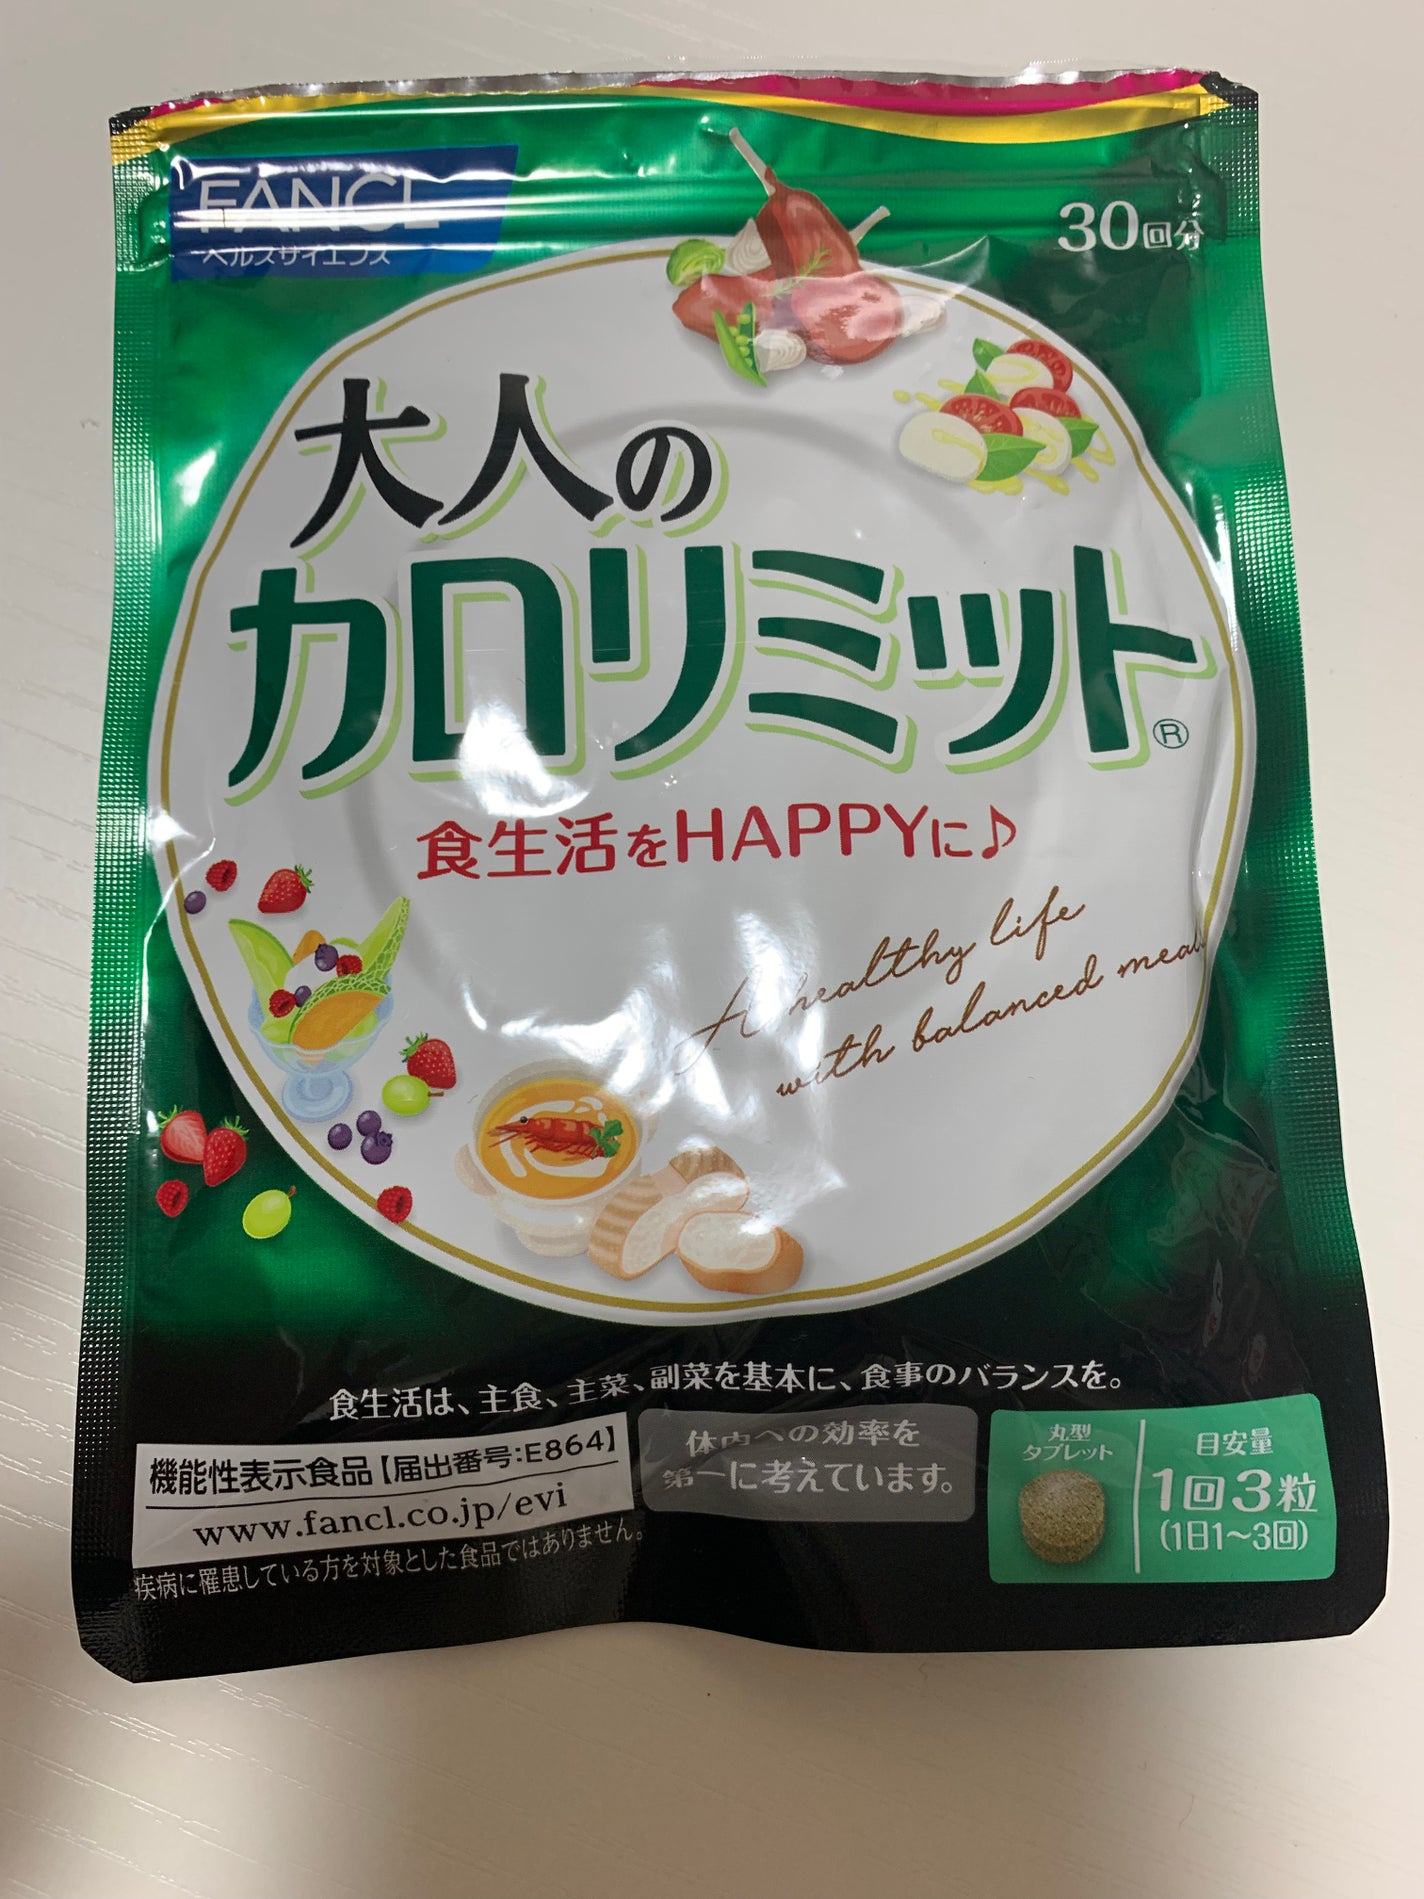 FANCL
ヘルスサイエンス
30回分
大人の
カロリミット®
食生活をHAPPYに♪
A healthy life
with balanced meals
食生活は、主食、主菜、副菜を基本に、食事のバランスを。
機能性表示食品【届出番号:E864】
www.fancl.co.jp/evi
疾病に罹患している方を対象とした食品ではありません。
体内への効率を
第一に考えています。
丸型
タブレット
目安量
1回3粒
(1日1～3回)